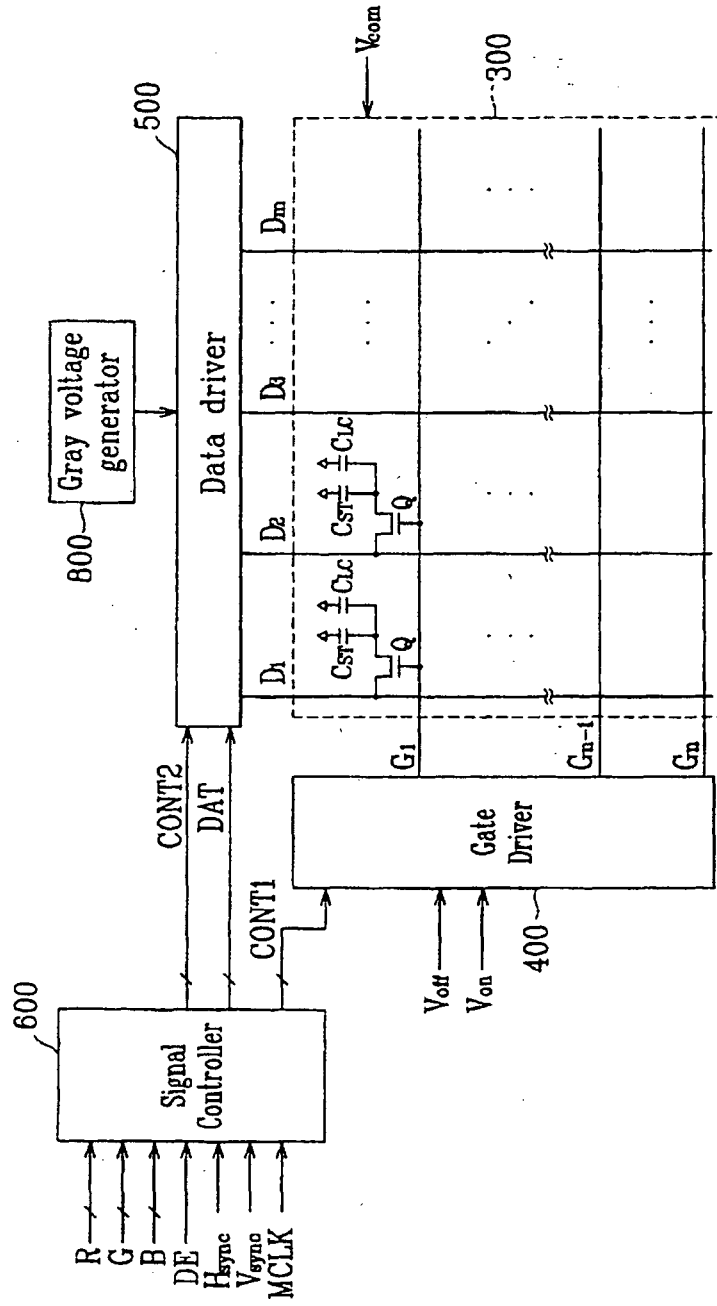 800
Gray voltage
generator
500
Data driver
600
Signal
Controller
R
G
B
DE
Hsync
Vsync
MCLK
CONT2
DAT
CONT1
Voff
Von
400
Gate
Driver
D1
D2
D3
Dm
CST
CLC
Q
CST
CLC
Q
G1
Gn-1
Gn
Vcom
300